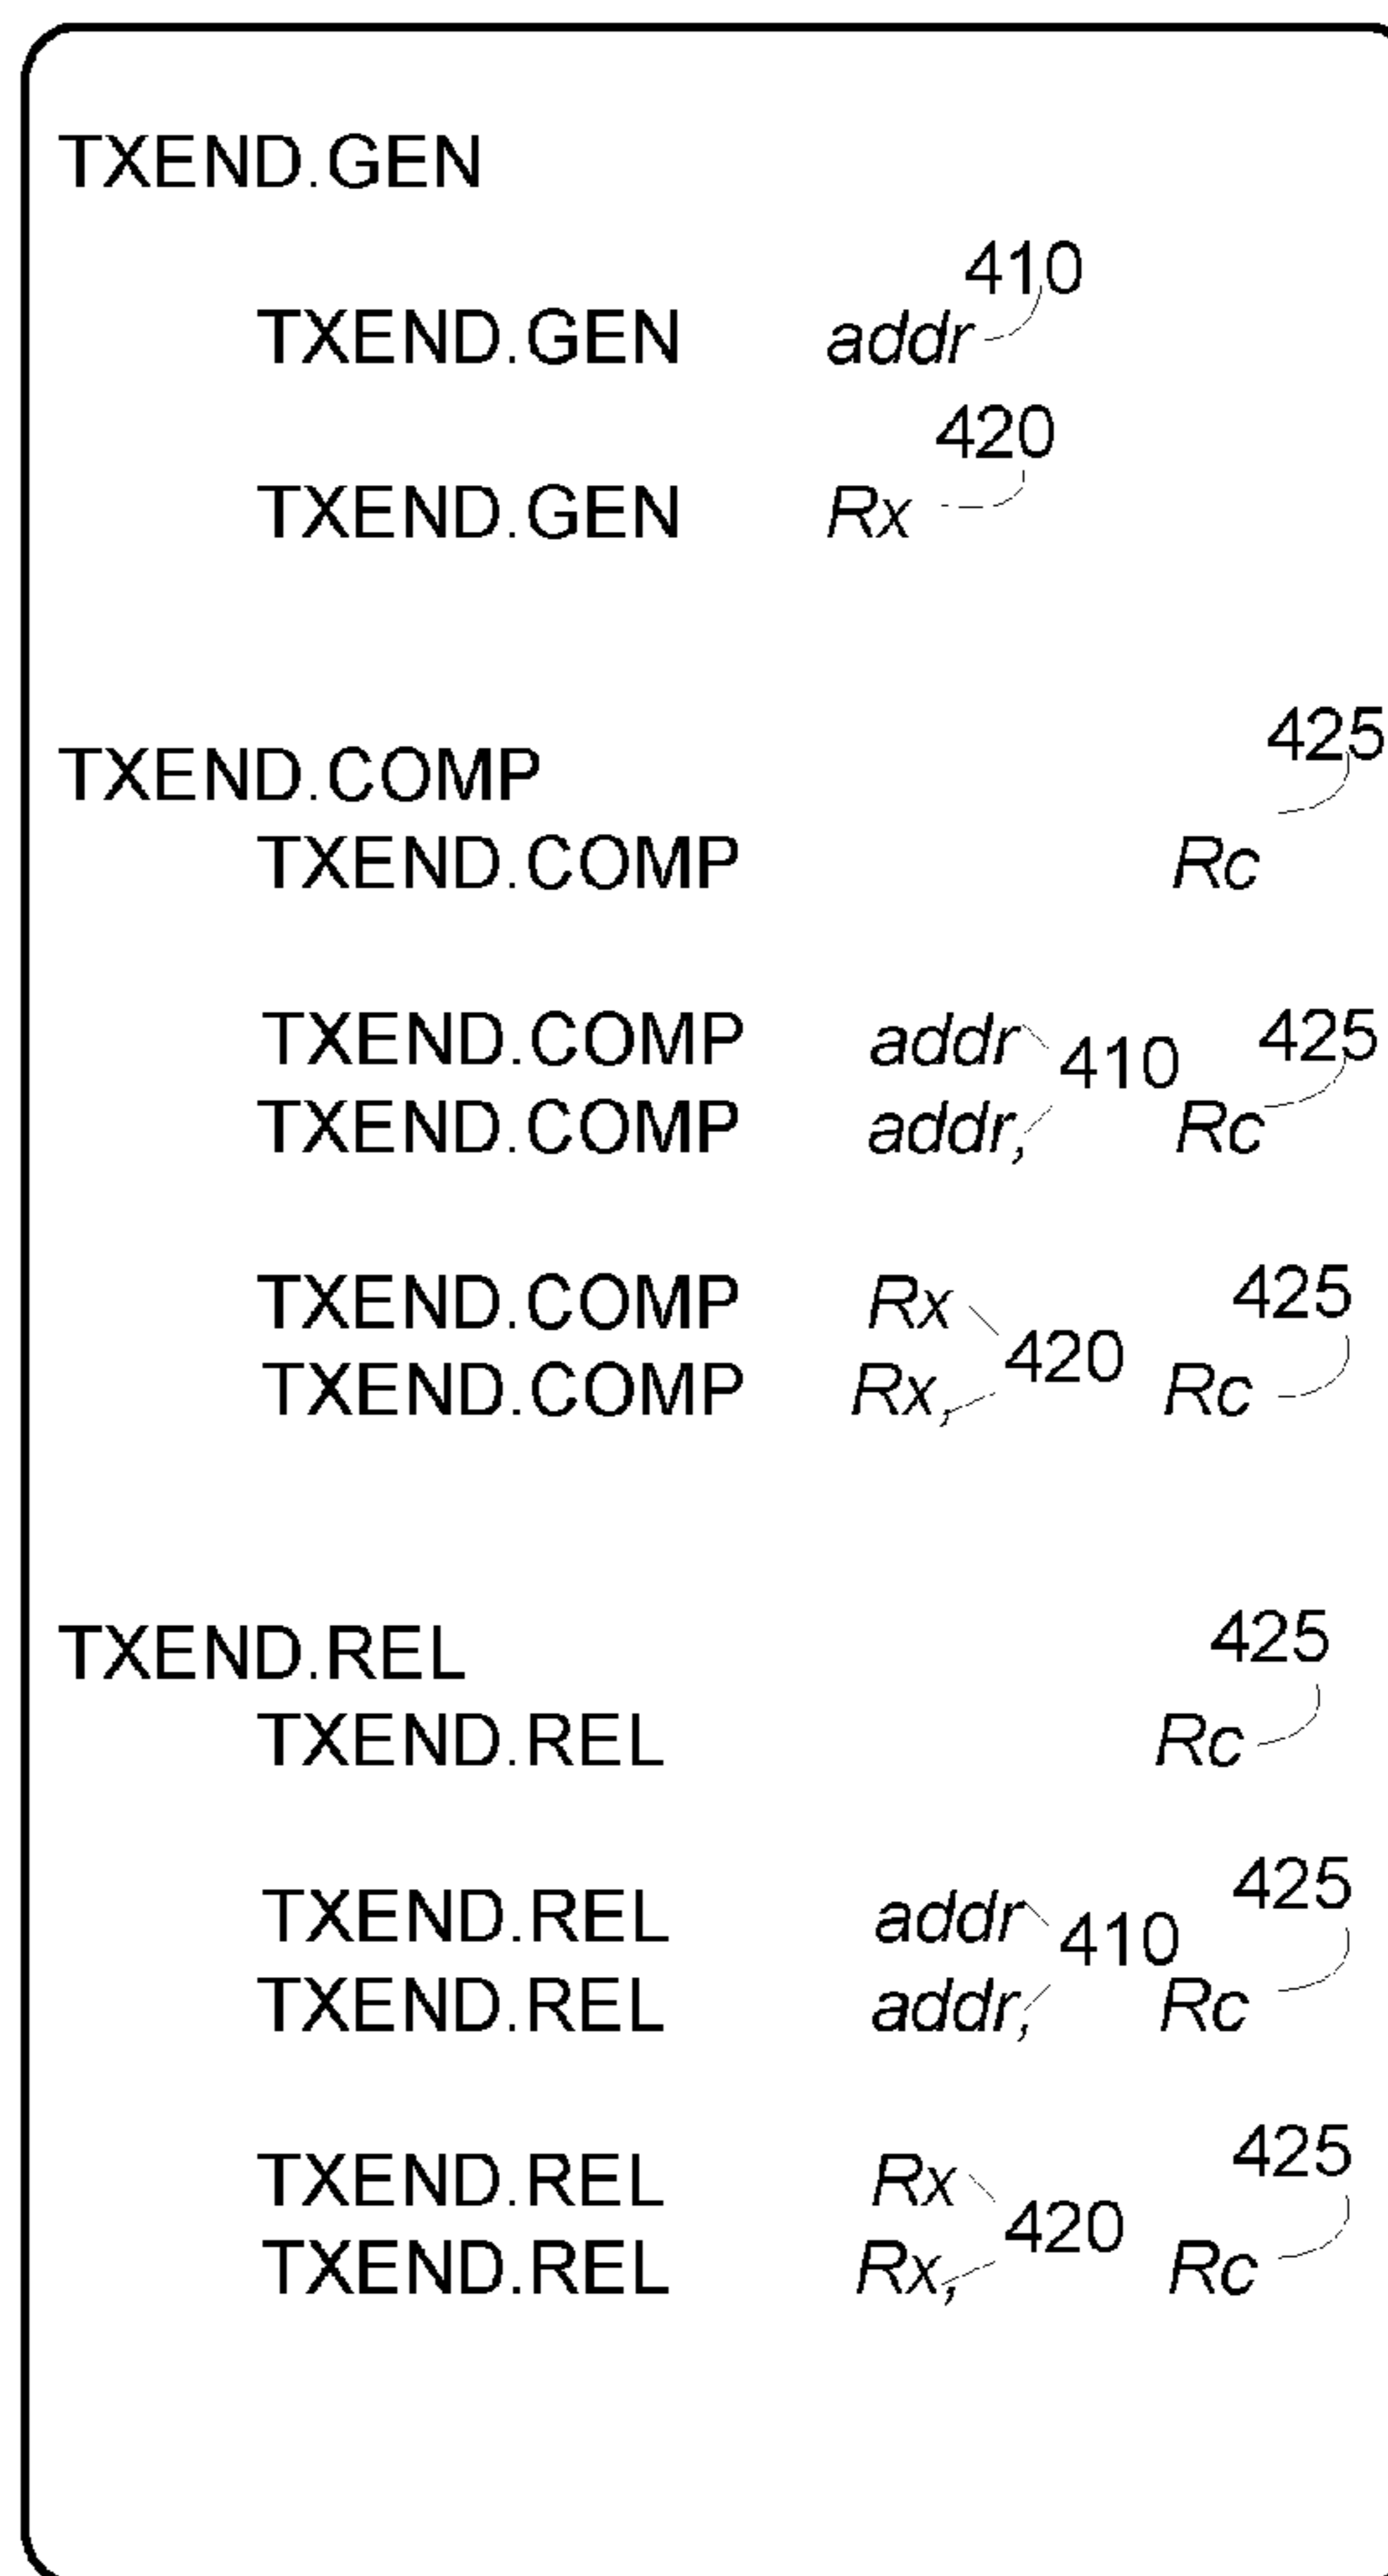 TXEND.GEN
410
TXEND.GEN addr
420
TXEND.GEN Rx
425
TXEND.COMP
TXEND.COMP Rc
TXEND.COMP addr 410 425
TXEND.COMP addr, Rc
TXEND.COMP Rx 425
420
TXEND.COMP Rx, Rc
425
TXEND.REL
TXEND.REL Rc
425
TXEND.REL addr 410
TXEND.REL addr, Rc
425
TXEND.REL Rx
420
TXEND.REL Rx, Rc